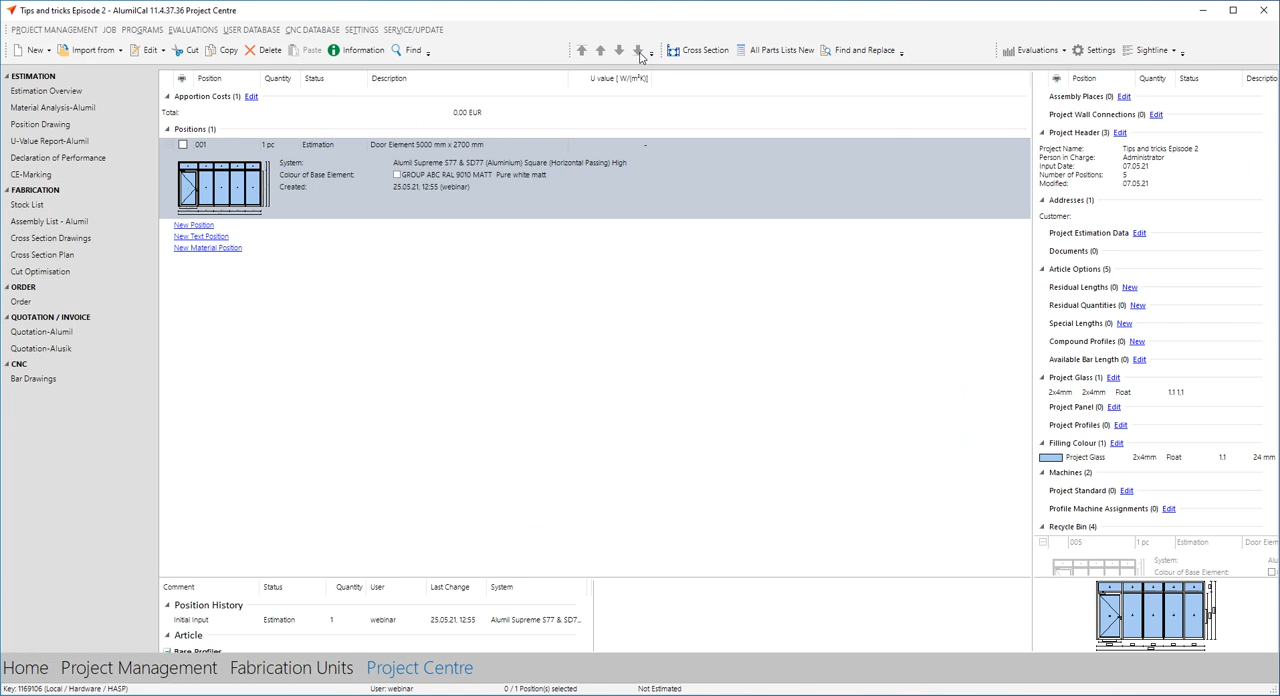 Tips and tricks Episode 2 - AlumilCal 11.4.37.36 Project Centre
PROJECT MANAGEMENT JOB PROGRAMS EVALUATIONS USER DATABASE CNC DATABASE SETTINGS SERVICE/UPDATE
New Import from Edit Cut Copy Delete Paste Information Find Cross Section All Parts Lists New Find and Replace Evaluations Settings Sightline
ESTIMATION
Estimation Overview
Material Analysis-Alumil
Position Drawing
U-Value Report-Alumil
Declaration of Performance
CE-Marking
FABRICATION
Stock List
Assembly List - Alumil
Cross Section Drawings
Cross Section Plan
Cut Optimisation
ORDER
Order
QUOTATION / INVOICE
Quotation-Alumil
Quotation-Alusik
CNC
Bar Drawings
Position Quantity Status Description U value [ W/(m²K)]
Apportion Costs (1) Edit
Total: 0,00 EUR
Positions (1)
001 1 pc Estimation Door Element 5000 mm x 2700 mm -
System: Alumil Supreme S77 & SD77 (Aluminium) Square (Horizontal Passing) High
Colour of Base Element: GROUP ABC RAL 9010 MATT Pure white matt
Created: 25.05.21, 12:55 (webinar)
New Position
New Text Position
New Material Position
Comment Status Quantity User Last Change System
Position History
Initial Input Estimation 1 webinar 25.05.21, 12:55 Alumil Supreme S77 & SD7...
Article
Base Profiles
Position Quantity Status Descriptio
Assembly Places (0) Edit
Project Wall Connections (0) Edit
Project Header (3) Edit
Project Name: Tips and tricks Episode 2
Person in Charge: Administrator
Input Date: 07.05.21
Number of Positions: 5
Modified: 07.05.21
Addresses (1)
Customer:
Project Estimation Data Edit
Documents (0)
Article Options (5)
Residual Lengths (0) New
Residual Quantities (0) New
Special Lengths (0) New
Compound Profiles (0) New
Available Bar Length (0) Edit
Project Glass (1) Edit
2x4mm 2x4mm Float 1.1 1,1
Project Panel (0) Edit
Project Profiles (0) Edit
Filling Colour (1) Edit
Project Glass 2x4mm Float 1.1 24 mm
Machines (2)
Project Standard (0) Edit
Profile Machine Assignments (0) Edit
Recycle Bin (4)
005 1 pc Estimation Door Elem
System: Alu
Colour of Base Element:
Home Project Management Fabrication Units Project Centre
Key: 1169106 (Local / Hardware / HASP) User: webinar 0 / 1 Position(s) selected Not Estimated